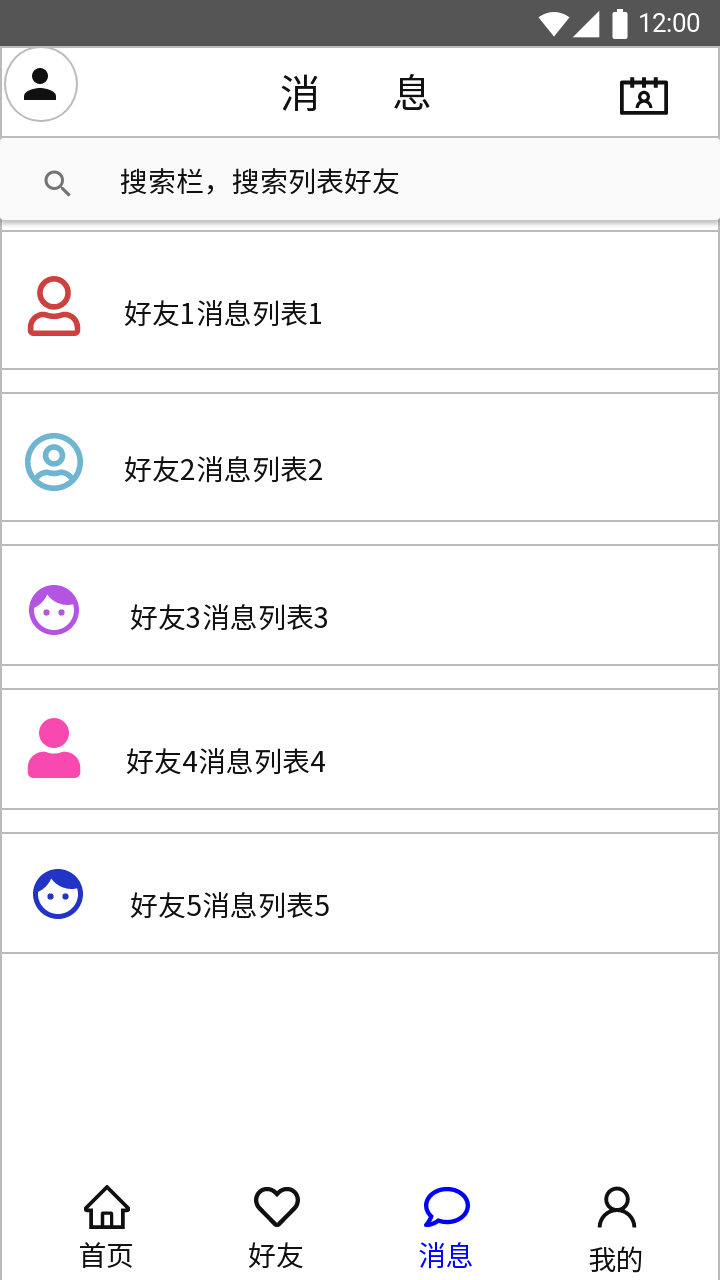 12:00
消 息
搜索栏，搜索列表好友
好友1消息列表1
好友2消息列表2
好友3消息列表3
好友4消息列表4
好友5消息列表5
首页 好友 消息 我的